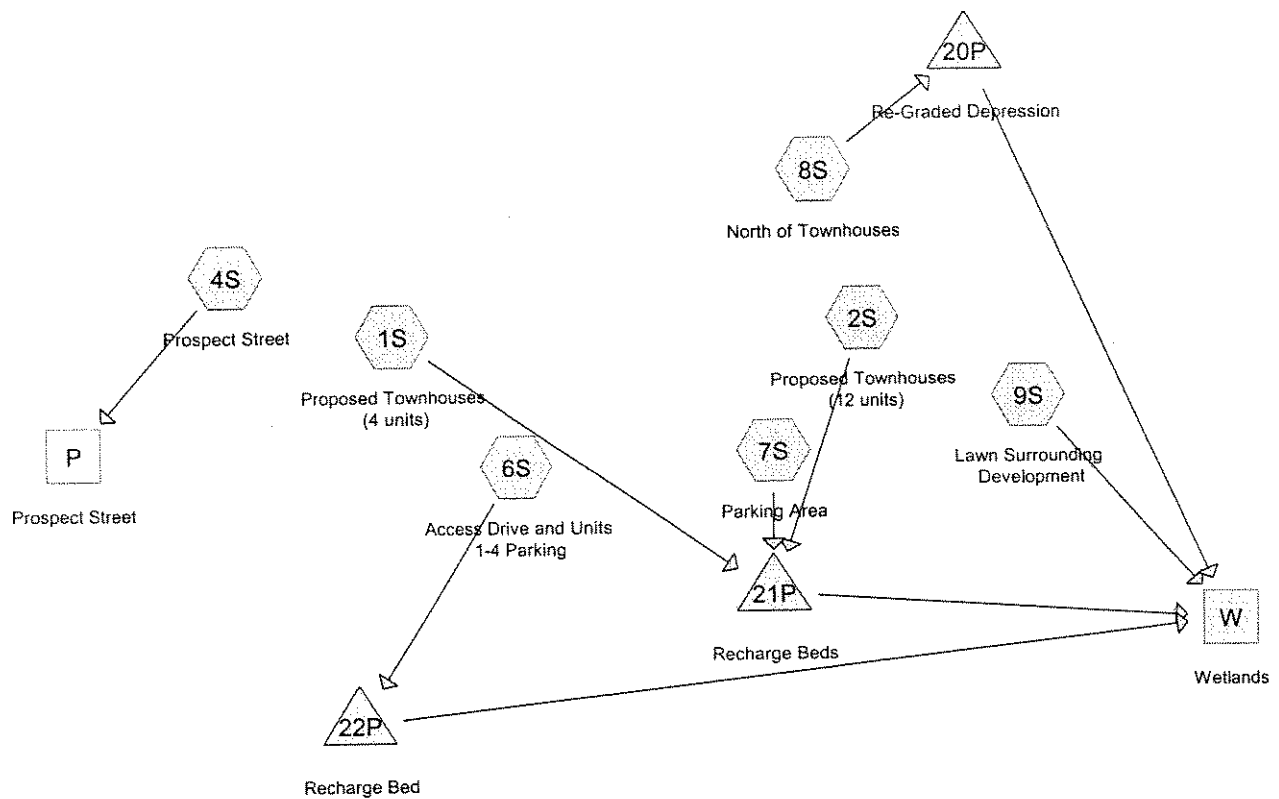 20P
Re-Graded Depression
8S
North of Townhouses
4S
Prospect Street
1S
Proposed Townhouses
(4 units)
2S
Proposed Townhouses
(12 units)
9S
Lawn Surrounding
Development
P
Prospect Street
6S
Access Drive and Units
1-4 Parking
7S
Parking Area
21P
Recharge Beds
W
Wetlands
22P
Recharge Bed